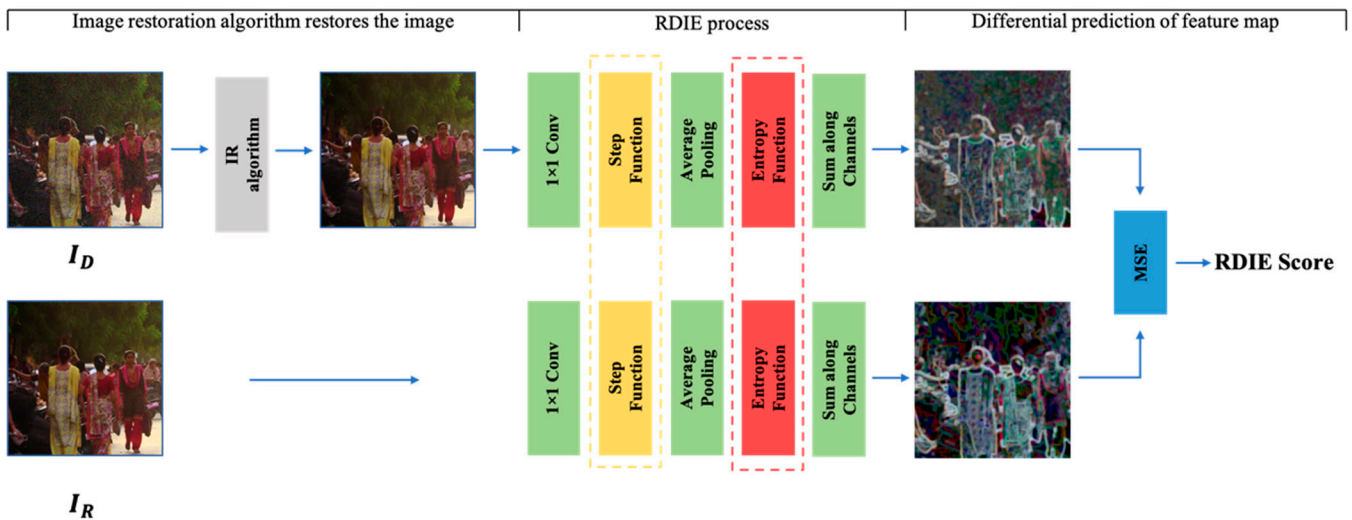 Image restoration algorithm restores the image
RDIE process
Differential prediction of feature map
IR
algorithm
1×1 Conv
Step
Function
Average
Pooling
Entropy
Function
Sum along
Channels
I_D
MSE
RDIE Score
1×1 Conv
Step
Function
Average
Pooling
Entropy
Function
Sum along
Channels
I_R